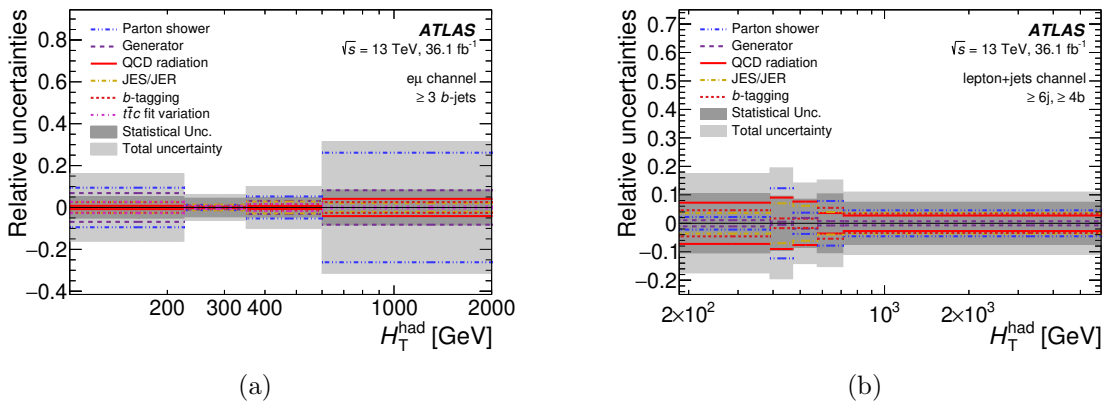 ATLAS
√s = 13 TeV, 36.1 fb⁻¹
eμ channel
≥ 3 b-jets
Parton shower
Generator
QCD radiation
JES/JER
b-tagging
tt̄c fit variation
Statistical Unc.
Total uncertainty
Relative uncertainties
0.8
0.6
0.4
0.2
0
−0.2
−0.4
200 300 400 1000 2000
H_T^had [GeV]
(a)
ATLAS
√s = 13 TeV, 36.1 fb⁻¹
lepton+jets channel
≥ 6j, ≥ 4b
Parton shower
Generator
QCD radiation
JES/JER
b-tagging
Statistical Unc.
Total uncertainty
Relative uncertainties
0.7
0.6
0.5
0.4
0.3
0.2
0.1
0
−0.1
−0.2
2×10² 10³ 2×10³
H_T^had [GeV]
(b)